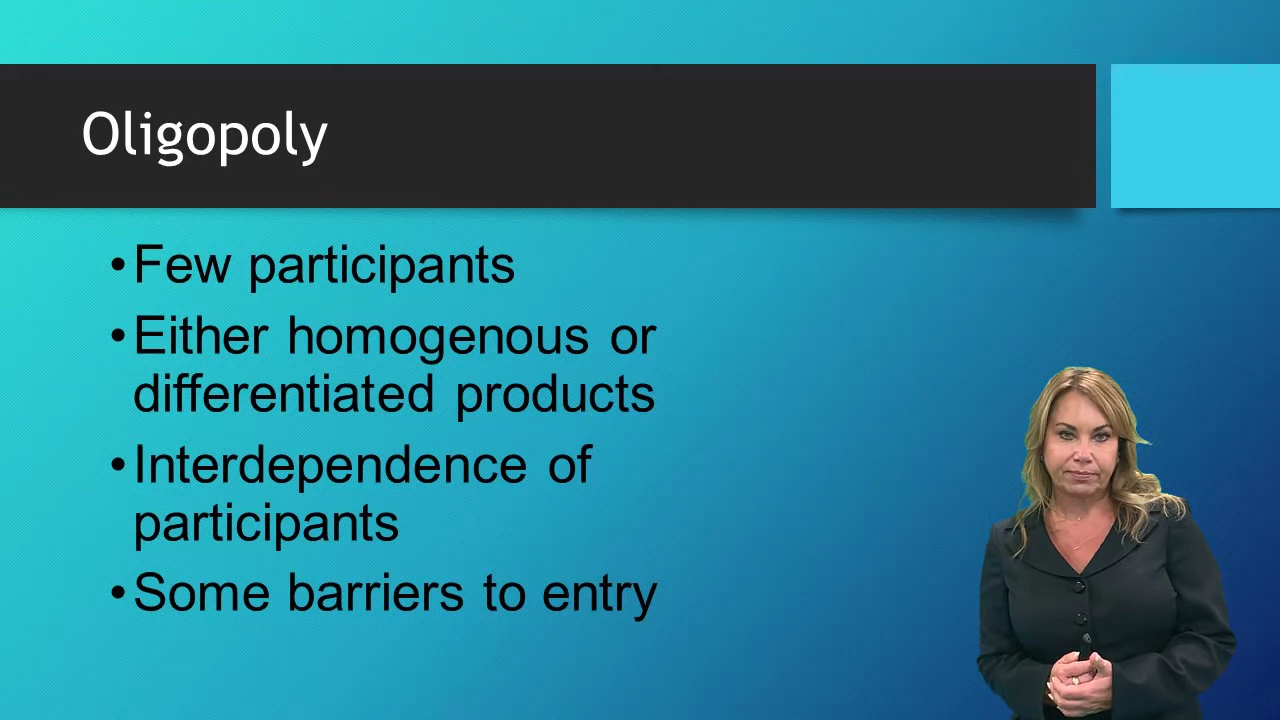 Oligopoly
•Few participants
•Either homogenous or
differentiated products
•Interdependence of
participants
•Some barriers to entry